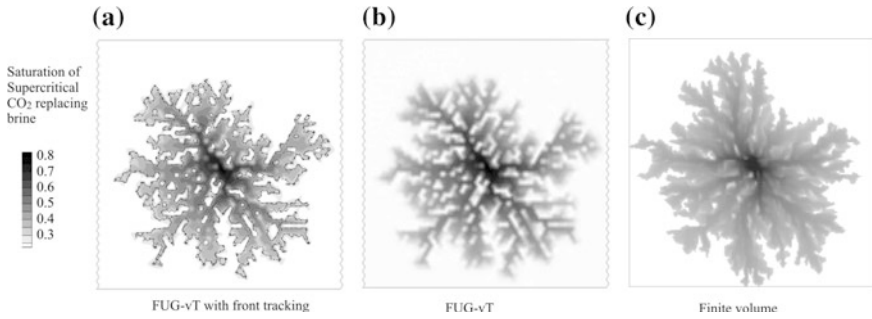 (a)
(b)
(c)
Saturation of
Supercritical
CO₂ replacing
brine
0.8
0.7
0.6
0.5
0.4
0.3
FUG-vT with front tracking
FUG-vT
Finite volume